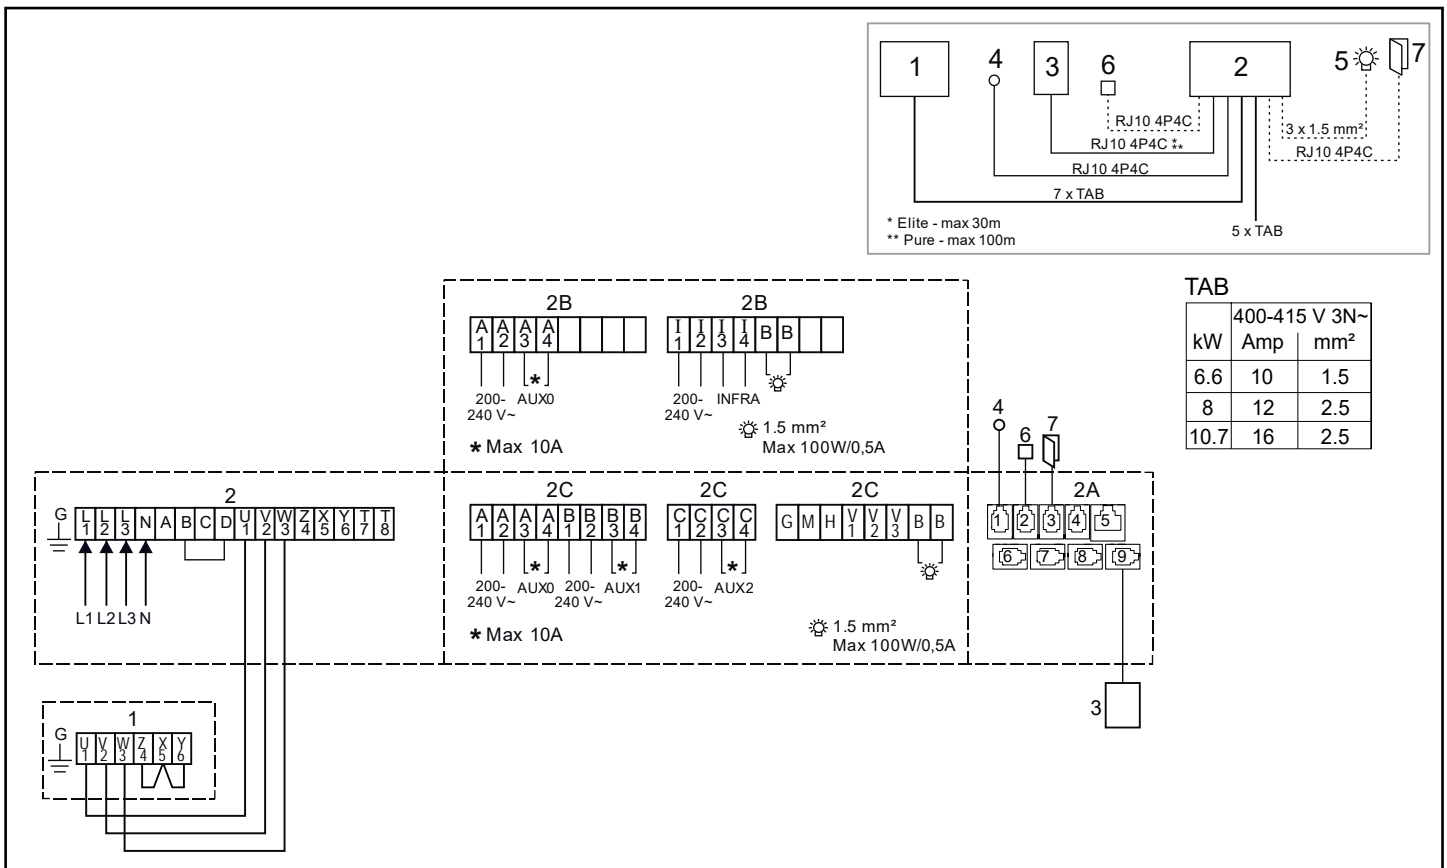 1 4 3 6 2 5 7
RJ10 4P4C
3 x 1.5 mm²
RJ10 4P4C * **
RJ10 4P4C
RJ10 4P4C
7 x TAB
* Elite - max 30m
** Pure - max 100m
5 x TAB
TAB
400-415 V 3N~
kW Amp mm²
6.6 10 1.5
8 12 2.5
10.7 16 2.5
2B
A1 A2 A3 A4
*
200-240 V~ AUX0
* Max 10A
2B
I1 I2 I3 I4 B B
200-240 V~ INFRA
1.5 mm²
Max 100W/0,5A
2
G L1 L2 L3 N A B C D U1 V2 W3 Z4 X5 Y6 T7 T8
L1 L2 L3 N
2C
A1 A2 A3 A4 B1 B2 B3 B4
* *
200-240 V~ AUX0 200-240 V~ AUX1
* Max 10A
2C
C1 C2 C3 C4
*
200-240 V~ AUX2
2C
G M H V1 V2 V3 B B
1.5 mm²
Max 100W/0,5A
4 6 7
2A
1 2 3 4 5
6 7 8 9
3
1
G U1 V2 W3 Z4 X5 Y6